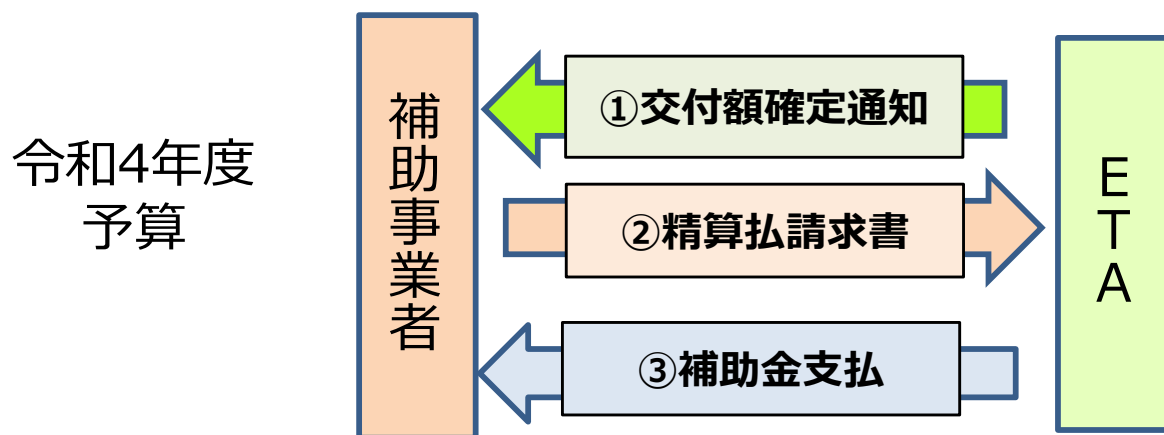 令和4年度
予算
補助事業者
①交付額確定通知
②精算払請求書
③補助金支払
ETA